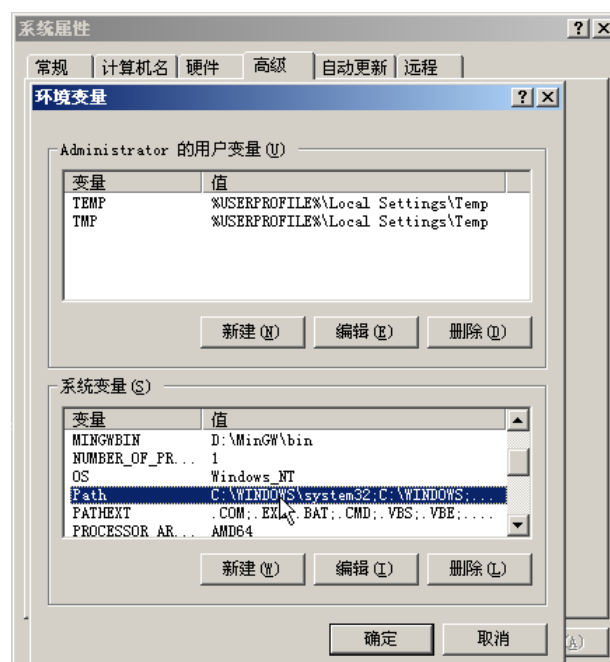 系统属性
常规 计算机名 硬件 高级 自动更新 远程
环境变量
Administrator 的用户变量(U)
变量 值
TEMP %USERPROFILE%\Local Settings\Temp
TMP %USERPROFILE%\Local Settings\Temp
新建(N) 编辑(E) 删除(D)
系统变量(S)
变量 值
MINGWBIN D:\MinGW\bin
NUMBER_OF_PR... 1
OS Windows_NT
Path C:\WINDOWS\system32;C:\WINDOWS;...
PATHEXT .COM;.EXE;.BAT;.CMD;.VBS;.VBE;....
PROCESSOR_AR... AMD64
新建(W) 编辑(I) 删除(L)
确定 取消
(A)